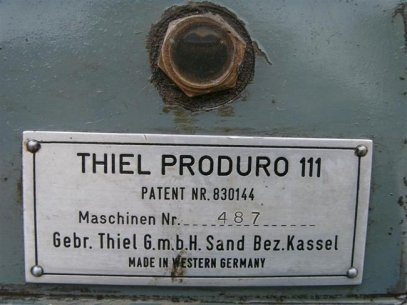 THIEL PRODURO 111
PATENT NR. 830144
Maschinen Nr. 487
Gebr. Thiel G.m.b.H. Sand Bez.Kassel
MADE IN WESTERN GERMANY